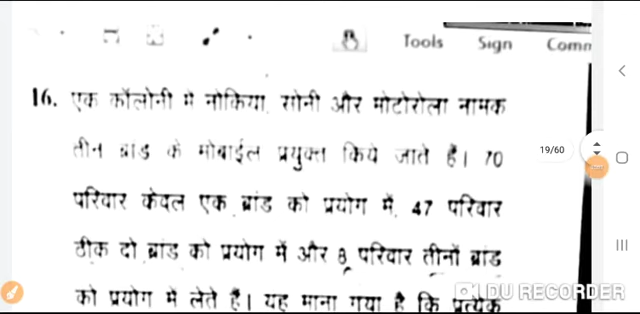 Tools Sign Comm
16. एक कॉलोनी में नोकिया, सोनी और मोटोरोला नामक
तीन ब्रांड के मोबाईल प्रयुक्त किये जाते हैं। 70
19/60
परिवार केवल एक ब्रांड को प्रयोग में, 47 परिवार
ठीक दो ब्रांड को प्रयोग में और 8 परिवार तीनों ब्रांड
को प्रयोग में लेते हैं। यह माना गया है कि प्रत्येक
DU RECORDER